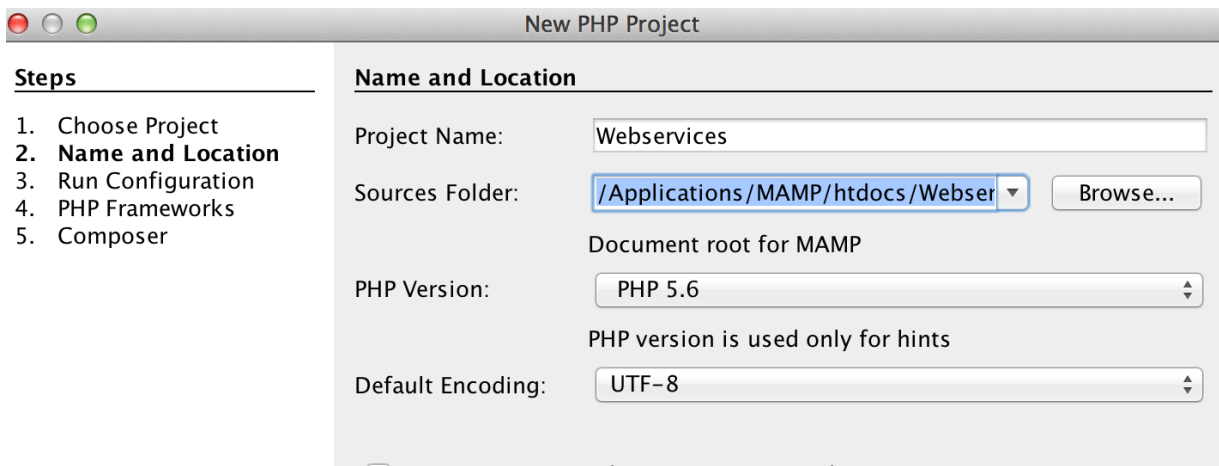 New PHP Project
Steps
1. Choose Project
2. Name and Location
3. Run Configuration
4. PHP Frameworks
5. Composer
Name and Location
Project Name: Webservices
Sources Folder: /Applications/MAMP/htdocs/Webser Browse...
Document root for MAMP
PHP Version: PHP 5.6
PHP version is used only for hints
Default Encoding: UTF-8